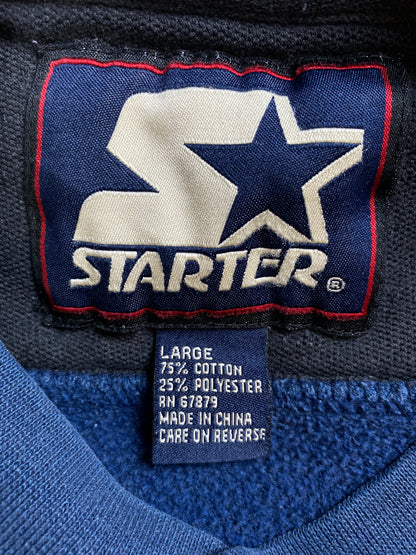 STARTER®
LARGE
75% COTTON
25% POLYESTER
RN 67879
MADE IN CHINA
CARE ON REVERSE